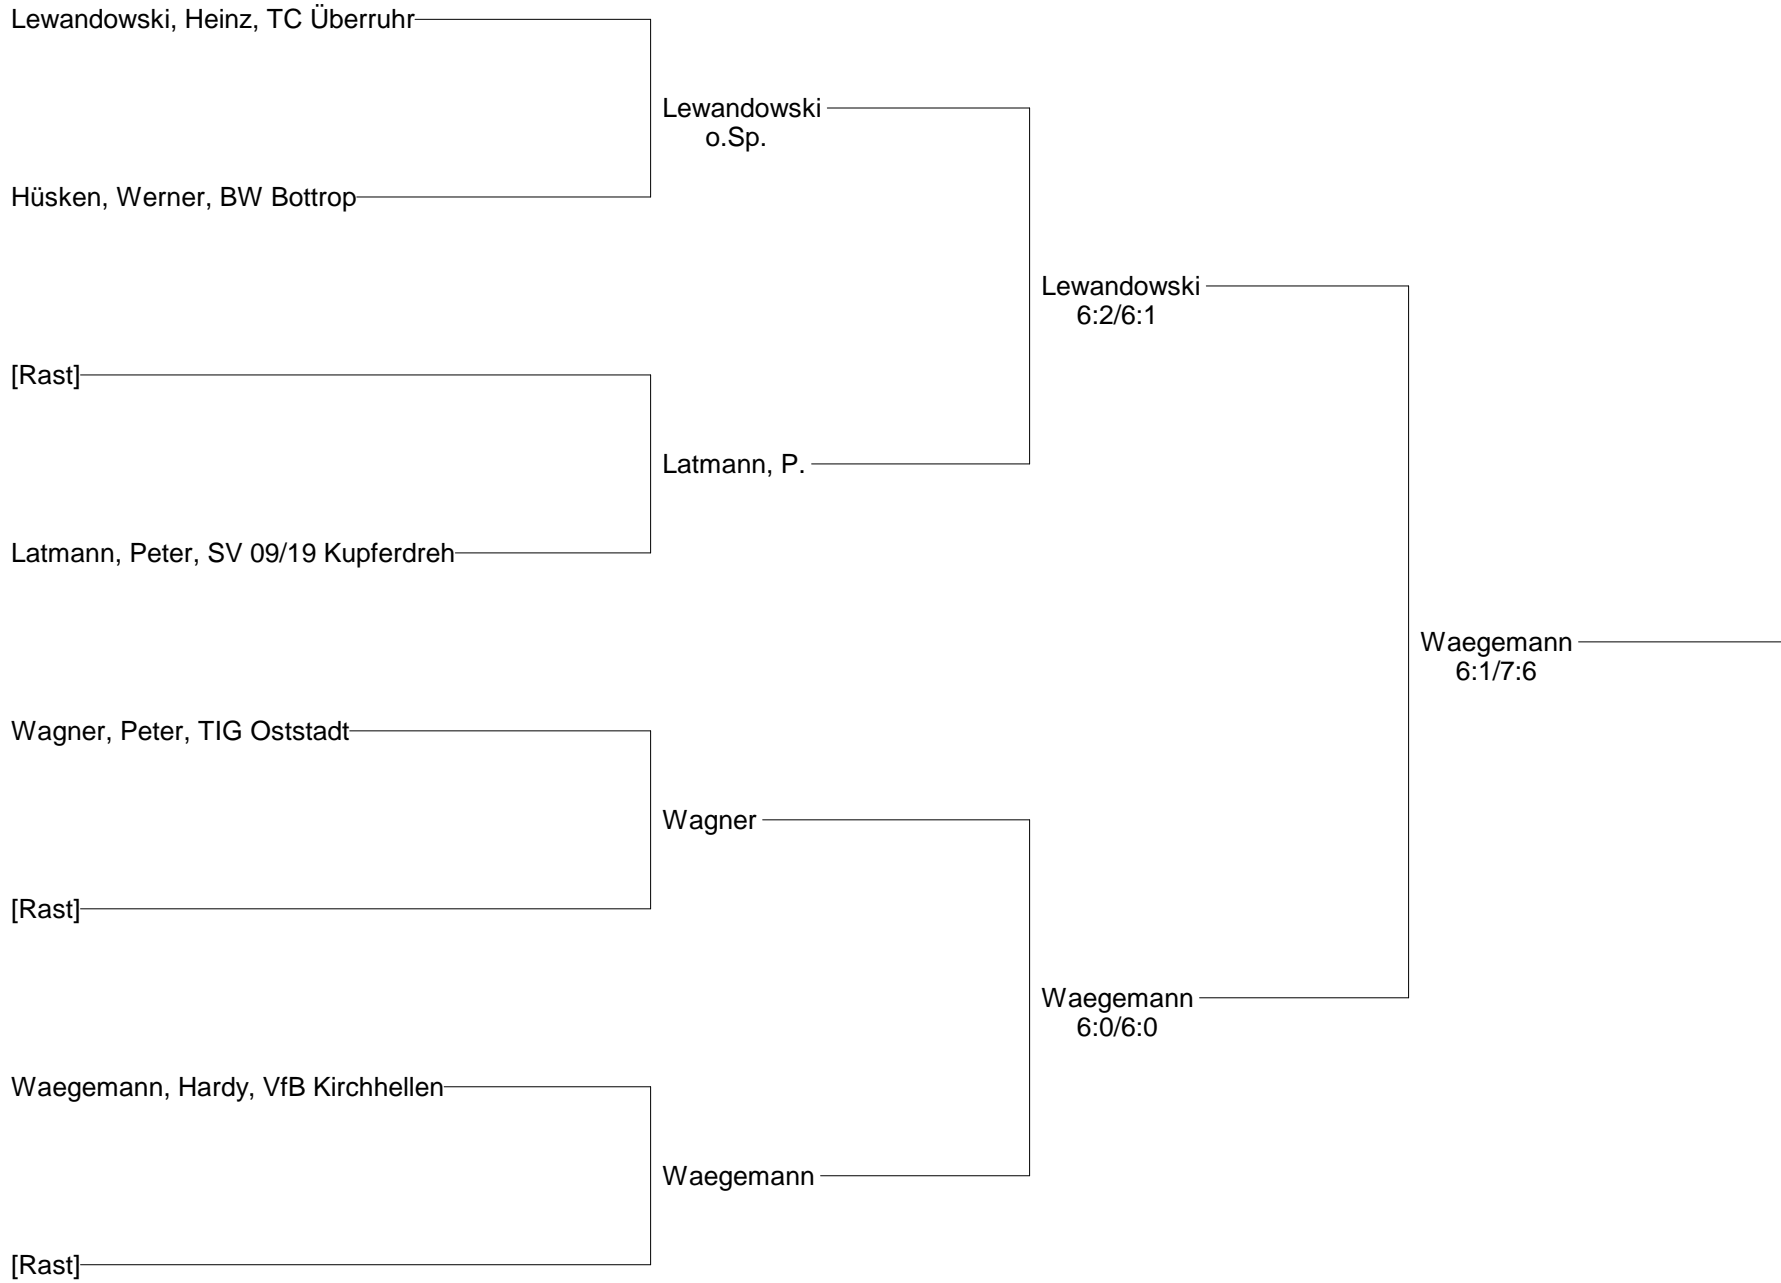 Lewandowski, Heinz, TC Überruhr
Lewandowski
o.Sp.
Hüsken, Werner, BW Bottrop
Lewandowski
6:2/6:1
[Rast]
Latmann, P.
Latmann, Peter, SV 09/19 Kupferdreh
Waegemann
6:1/7:6
Wagner, Peter, TIG Oststadt
Wagner
[Rast]
Waegemann
6:0/6:0
Waegemann, Hardy, VfB Kirchhellen
Waegemann
[Rast]